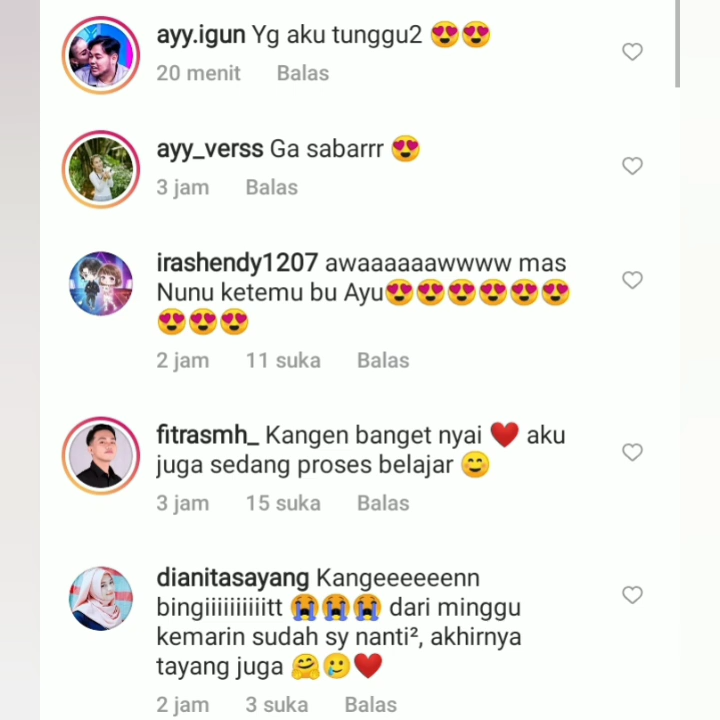 ayy.igun Yg aku tunggu2 😍😍
20 menit Balas
ayy_verss Ga sabarrr 😍
3 jam Balas
irashendy1207 awaaaaaawwww mas
Nunu ketemu bu Ayu😍😍😍😍😍😍
😍😍😍
2 jam 11 suka Balas
fitrasmh_ Kangen banget nyai ❤️ aku
juga sedang proses belajar 😊
3 jam 15 suka Balas
dianitasayang Kangeeeeeenn
bingiiiiiiiiiitt 😭😭😭 dari minggu
kemarin sudah sy nanti², akhirnya
tayang juga 🤗🥲❤️
2 jam 3 suka Balas